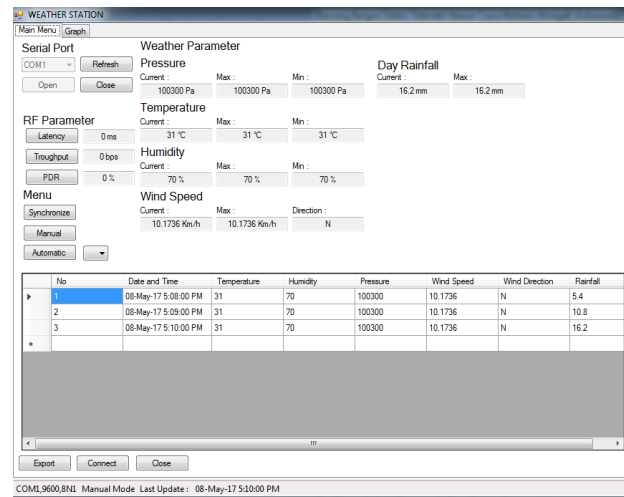 WEATHER STATION
Main Menu Graph
Serial Port
COM1 Refresh
Open Close
RF Parameter
Latency 0 ms
Troughput 0 bps
PDR 0 %
Menu
Synchronize
Manual
Automatic
Weather Parameter
Pressure
Current : Max : Min :
100300 Pa 100300 Pa 100300 Pa
Temperature
Current : Max : Min :
31 °C 31 °C 31 °C
Humidity
Current : Max : Min :
70 % 70 % 70 %
Wind Speed
Current : Max : Direction :
10.1736 Km/h 10.1736 Km/h N
Day Rainfall
Current : Max :
16.2 mm 16.2 mm
No Date and Time Temperature Humidity Pressure Wind Speed Wind Direction Rainfall
1 08-May-17 5:08:00 PM 31 70 100300 10.1736 N 5.4
2 08-May-17 5:09:00 PM 31 70 100300 10.1736 N 10.8
3 08-May-17 5:10:00 PM 31 70 100300 10.1736 N 16.2
Export Connect Close
COM1,9600,8N1 Manual Mode Last Update : 08-May-17 5:10:00 PM